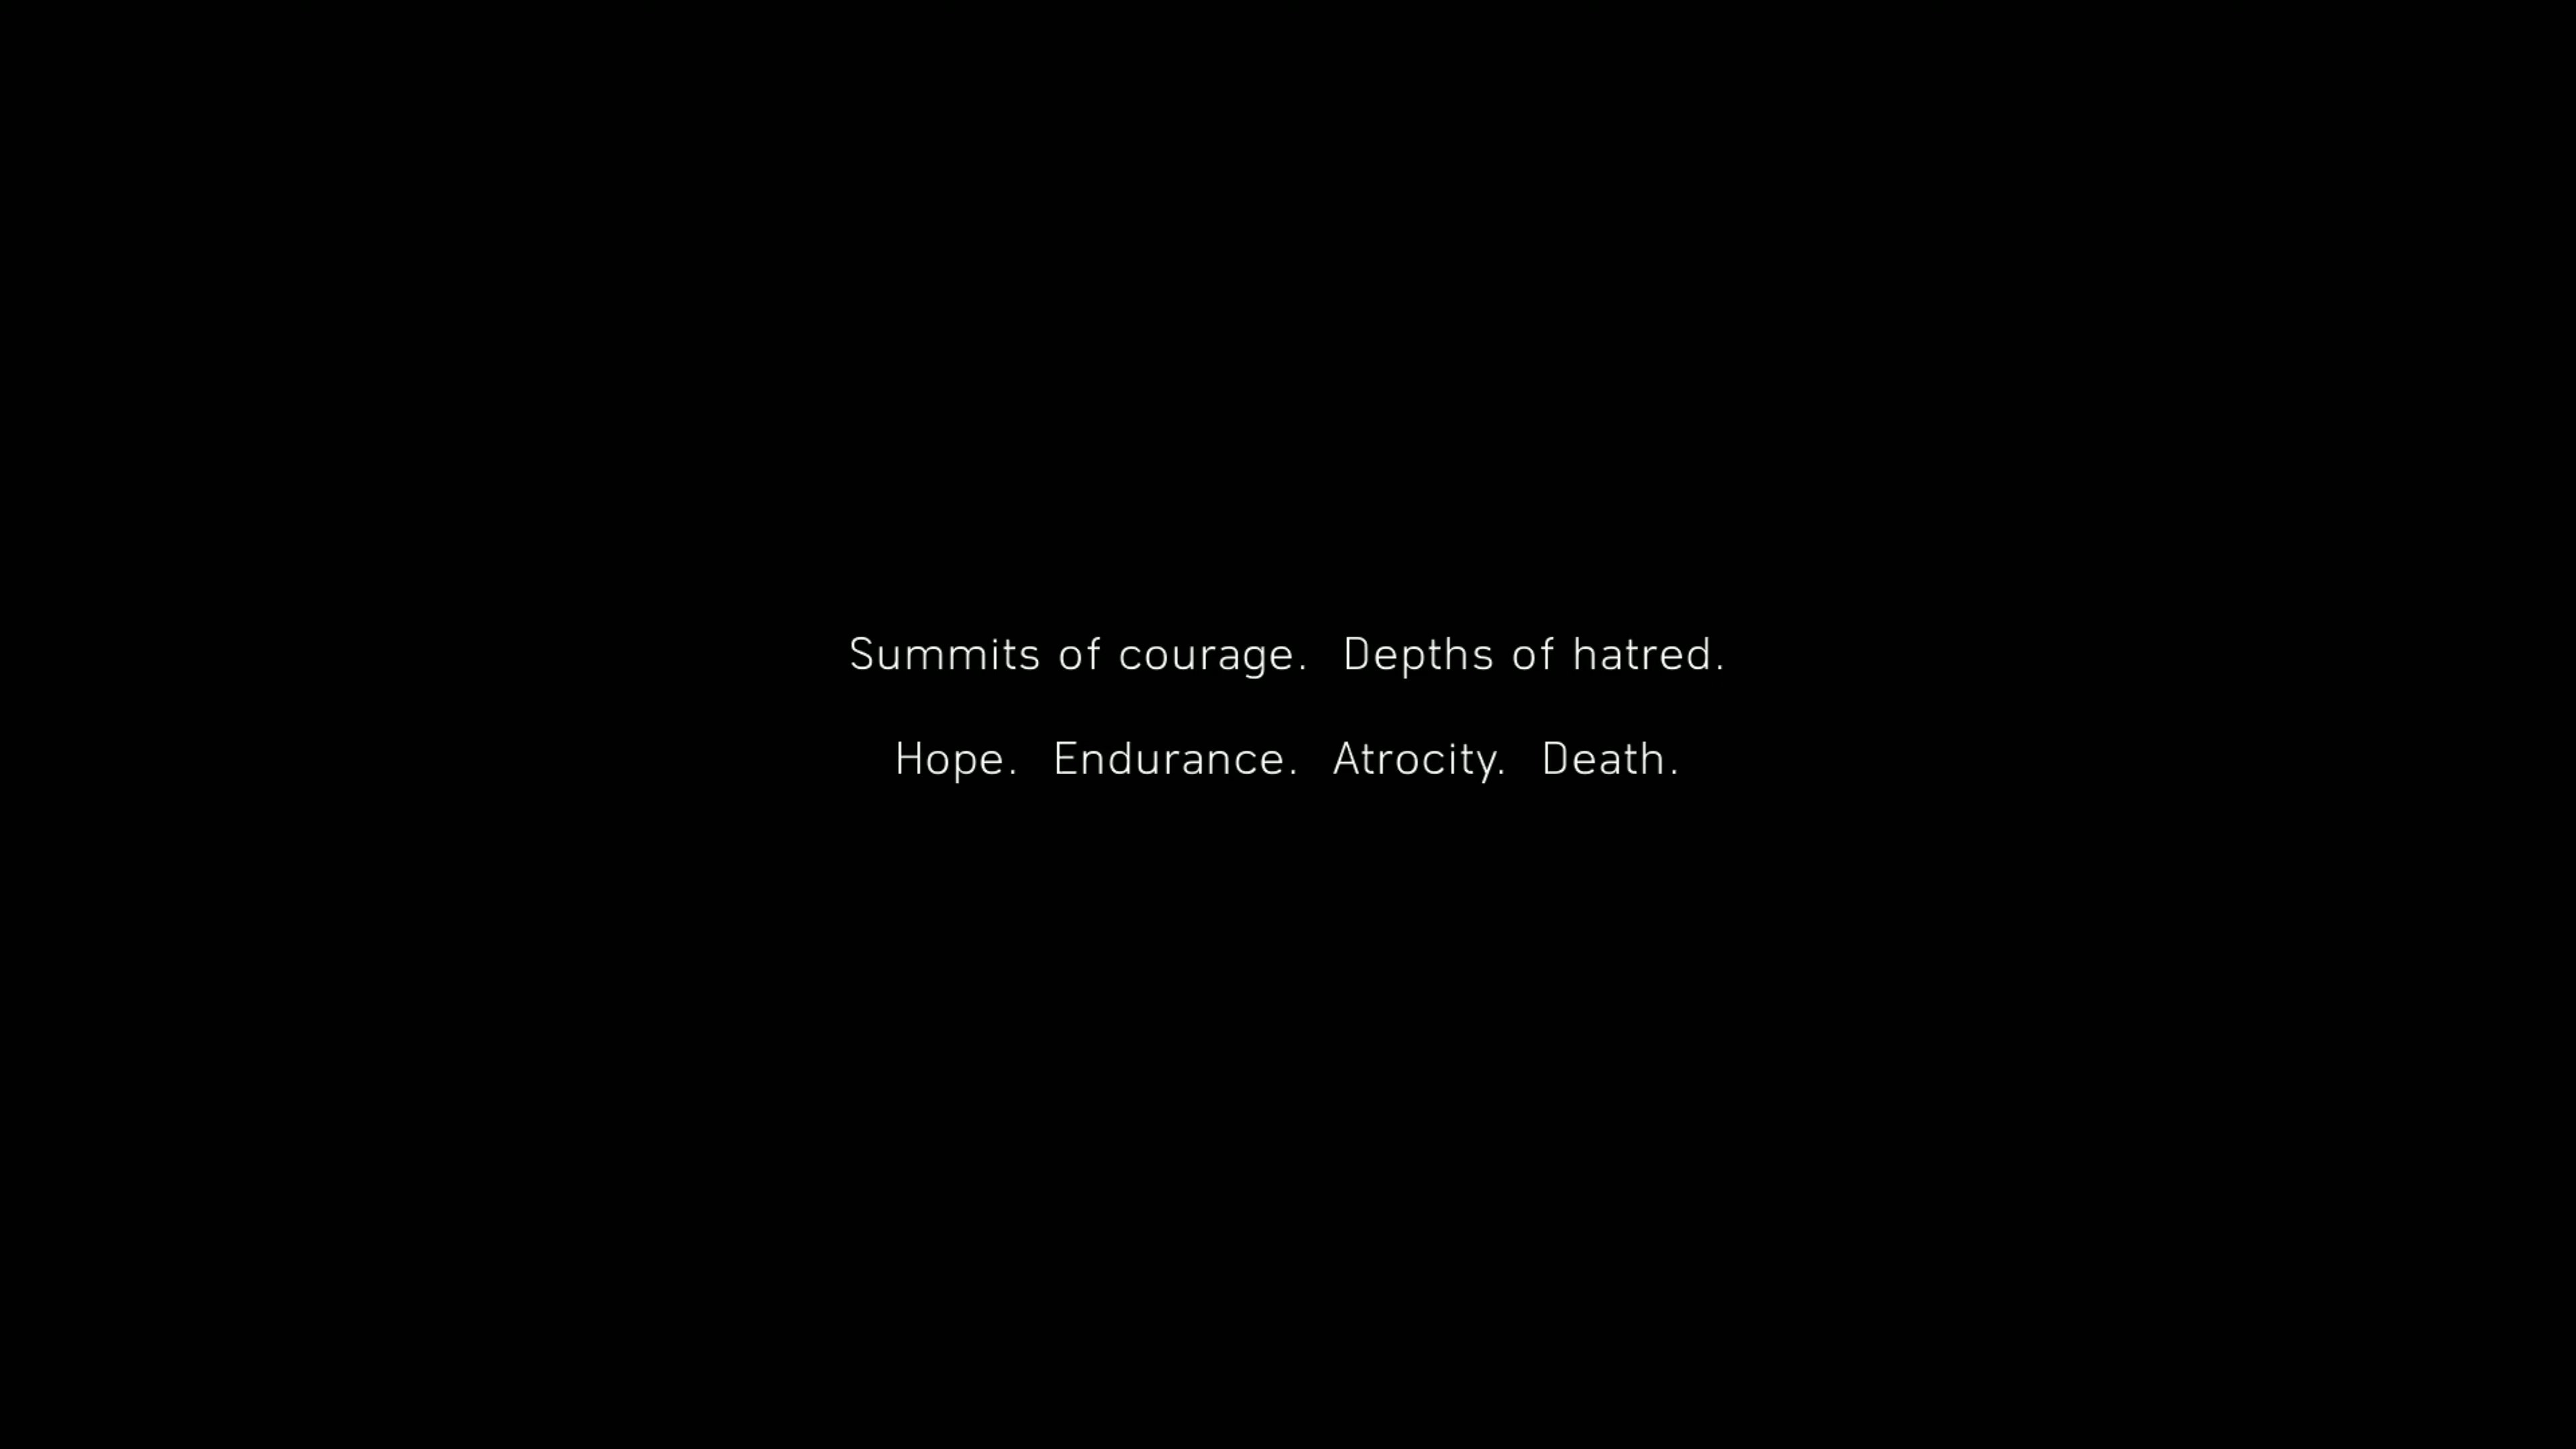 Summits of courage.  Depths of hatred.
Hope.  Endurance.  Atrocity.  Death.